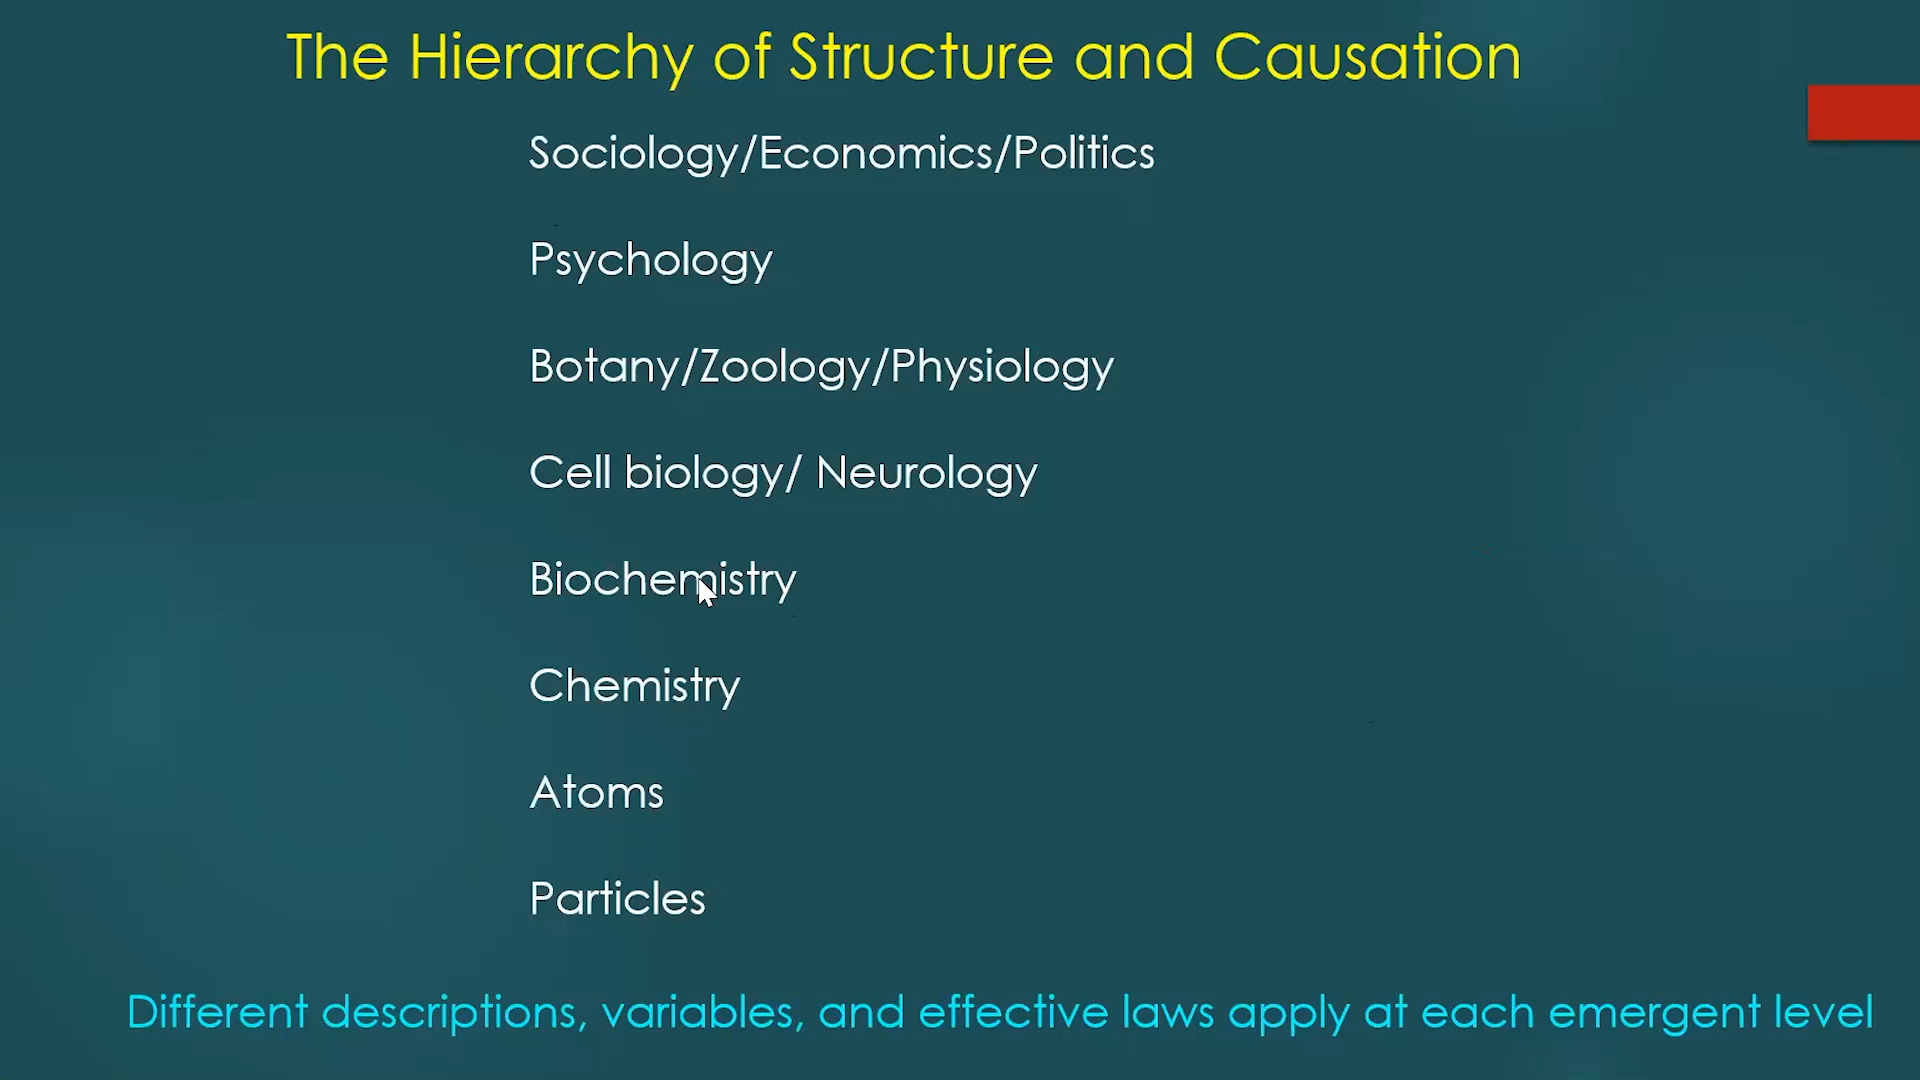 The Hierarchy of Structure and Causation
Sociology/Economics/Politics
Psychology
Botany/Zoology/Physiology
Cell biology/ Neurology
Biochemistry
Chemistry
Atoms
Particles
Different descriptions, variables, and effective laws apply at each emergent level